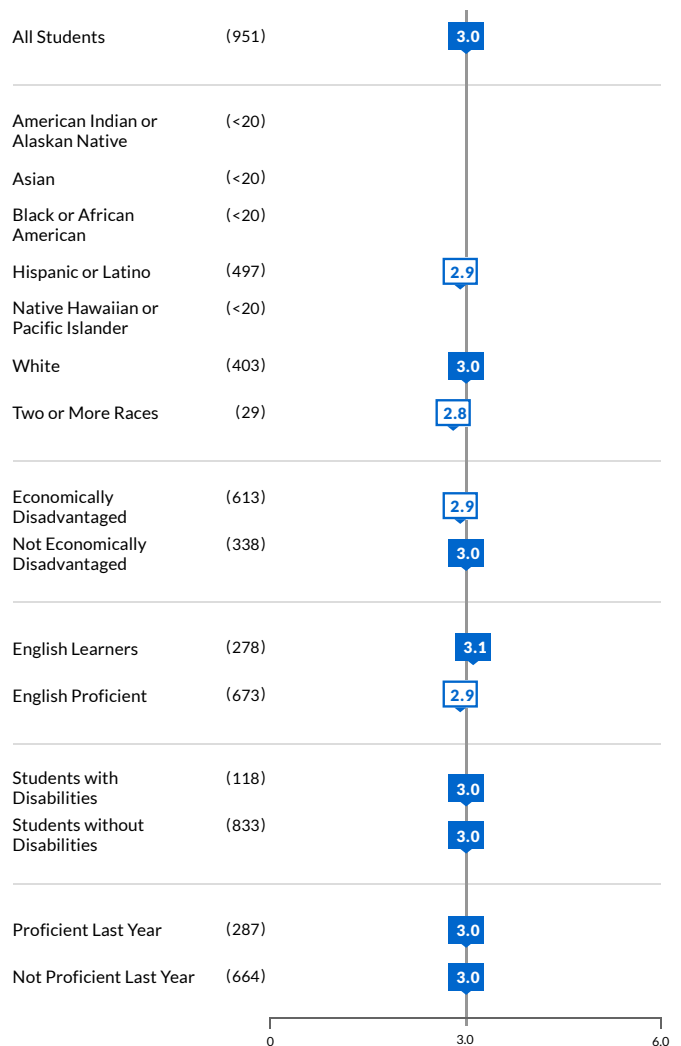 All Students (951) 3.0
American Indian or
Alaskan Native (<20)
Asian (<20)
Black or African
American (<20)
Hispanic or Latino (497) 2.9
Native Hawaiian or
Pacific Islander (<20)
White (403) 3.0
Two or More Races (29) 2.8
Economically
Disadvantaged (613) 2.9
Not Economically
Disadvantaged (338) 3.0
English Learners (278) 3.1
English Proficient (673) 2.9
Students with
Disabilities (118) 3.0
Students without
Disabilities (833) 3.0
Proficient Last Year (287) 3.0
Not Proficient Last Year (664) 3.0
0 3.0 6.0